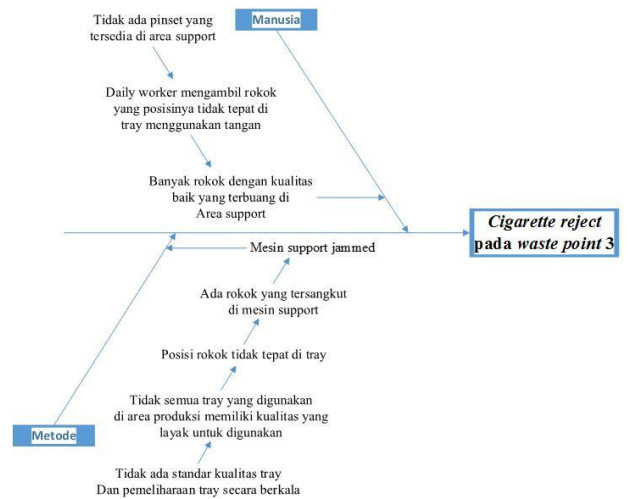 Tidak ada pinset yang
tersedia di area support
Manusia
Daily worker mengambil rokok
yang posisinya tidak tepat di
tray menggunakan tangan
Banyak rokok dengan kualitas
baik yang terbuang di
Area support
Cigarette reject
pada waste point 3
Mesin support jammed
Ada rokok yang tersangkut
di mesin support
Posisi rokok tidak tepat di tray
Tidak semua tray yang digunakan
di area produksi memiliki kualitas yang
layak untuk digunakan
Metode
Tidak ada standar kualitas tray
Dan pemeliharaan tray secara berkala